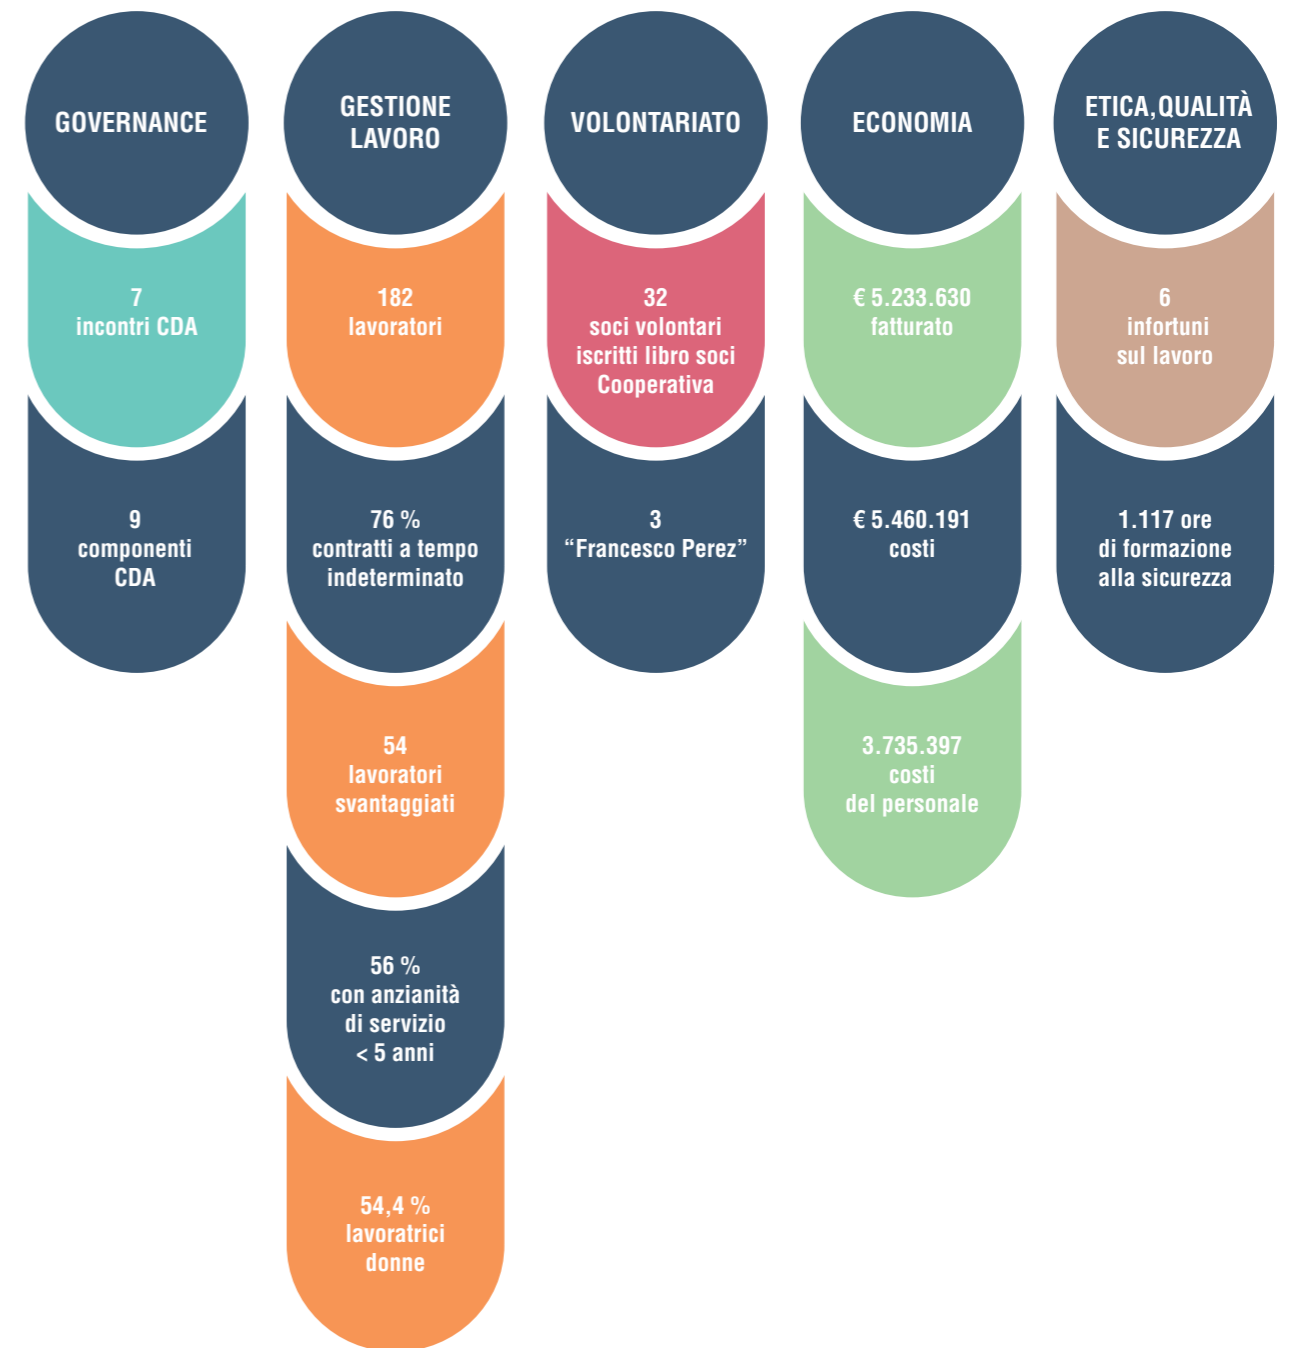 GOVERNANCE
7
incontri CDA
9
componenti
CDA
GESTIONE
LAVORO
182
lavoratori
76 %
contratti a tempo
indeterminato
54
lavoratori
svantaggiati
56 %
con anzianità
di servizio
< 5 anni
54,4 %
lavoratrici
donne
VOLONTARIATO
32
soci volontari
iscritti libro soci
Cooperativa
3
“Francesco Perez”
ECONOMIA
€ 5.233.630
fatturato
€ 5.460.191
costi
3.735.397
costi
del personale
ETICA,QUALITÀ
E SICUREZZA
6
infortuni
sul lavoro
1.117 ore
di formazione
alla sicurezza